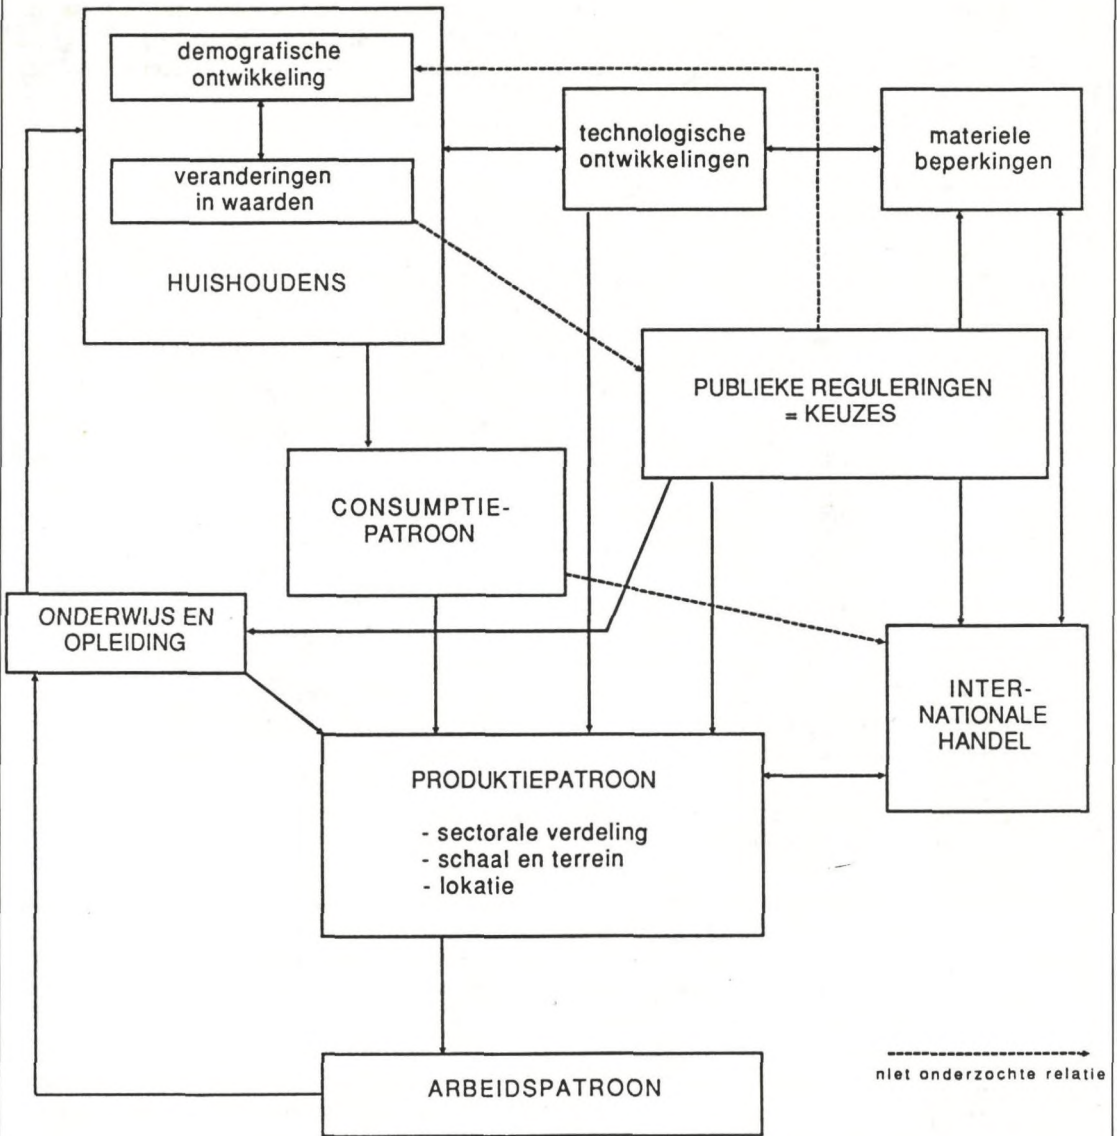 demografische
ontwikkeling
veranderingen
in waarden
HUISHOUDENS
technologische
ontwikkelingen
materiele
beperkingen
PUBLIEKE REGULERINGEN
= KEUZES
CONSUMPTIE-
PATROON
ONDERWIJS EN
OPLEIDING
INTER-
NATIONALE
HANDEL
PRODUKTIEPATROON
- sectorale verdeling
- schaal en terrein
- lokatie
ARBEIDSPATROON
niet onderzochte relatie